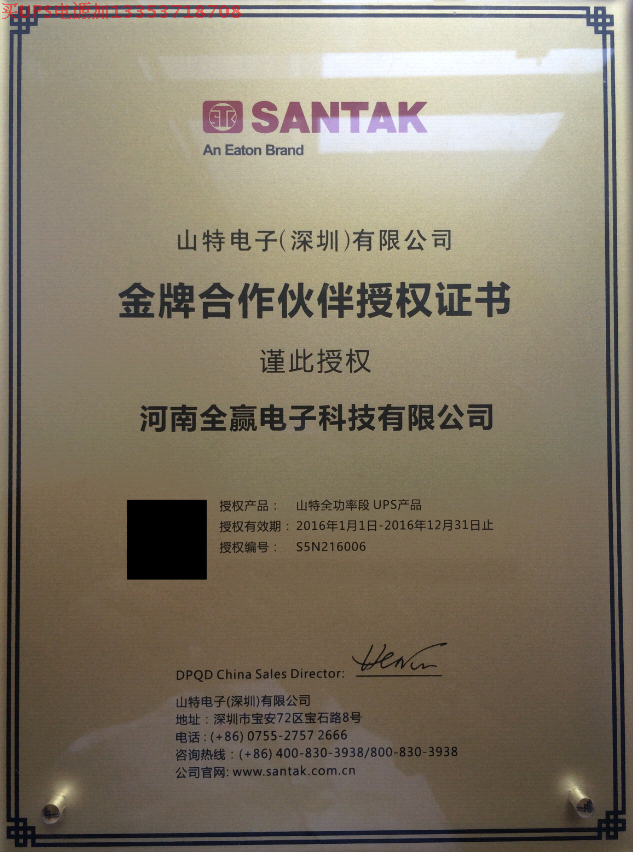 买UPS电源加13353718708
SANTAK
An Eaton Brand
山特电子(深圳)有限公司
金牌合作伙伴授权证书
谨此授权
河南全赢电子科技有限公司
授权产品： 山特全功率段 UPS产品
授权有效期：2016年1月1日-2016年12月31日止
授权编号： S5N216006
DPQD China Sales Director:
山特电子(深圳)有限公司
地址：深圳市宝安72区宝石路8号
电话：(+86) 0755-2757 2666
咨询热线：(+86) 400-830-3938/800-830-3938
公司官网: www.santak.com.cn